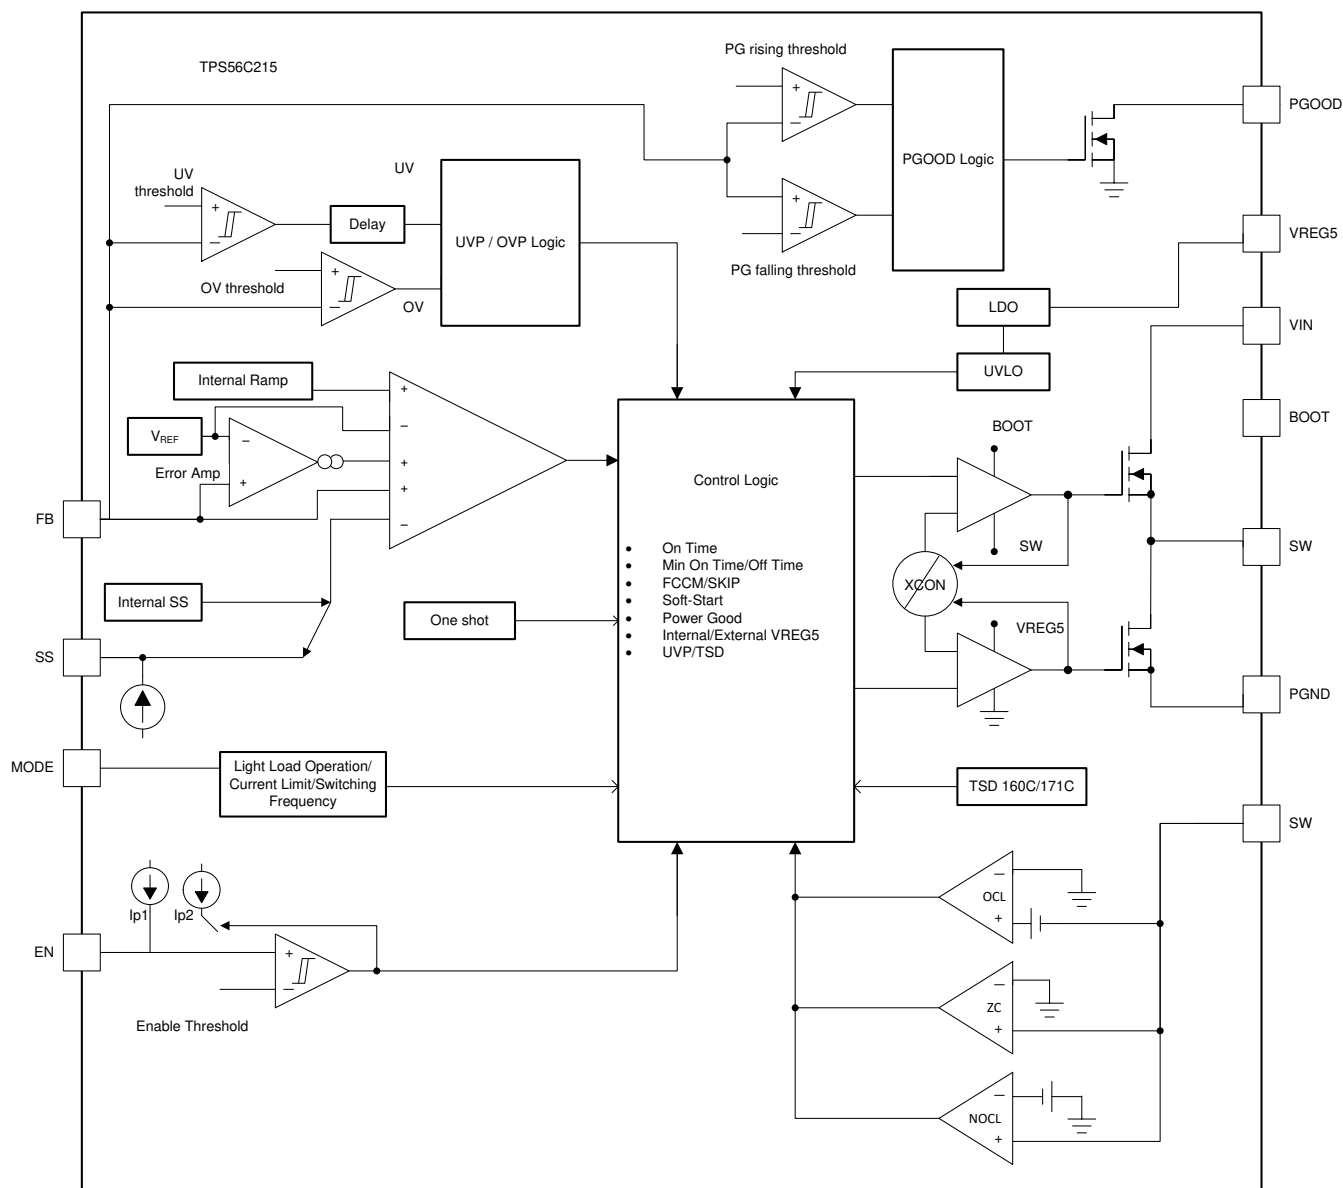 PG rising threshold
TPS56C215
+
−
PGOOD
PGOOD Logic
UV
UV
threshold
+
−
Delay
UVP / OVP Logic
+
−
PG falling threshold
VREG5
OV threshold
+
−
OV
LDO
VIN
UVLO
Internal Ramp
+
−
VREF
−
+
Error Amp
+
+
−
BOOT
BOOT
Control Logic
FB
SW
SW
• On Time
• Min On Time/Off Time
• FCCM/SKIP
• Soft-Start
• Power Good
• Internal/External VREG5
• UVP/TSD
XCON
Internal SS
One shot
VREG5
SS
PGND
MODE
Light Load Operation/
Current Limit/Switching
Frequency
TSD 160C/171C
SW
−
OCL
+
Ip1
Ip2
EN
+
−
−
ZC
+
Enable Threshold
−
NOCL
+